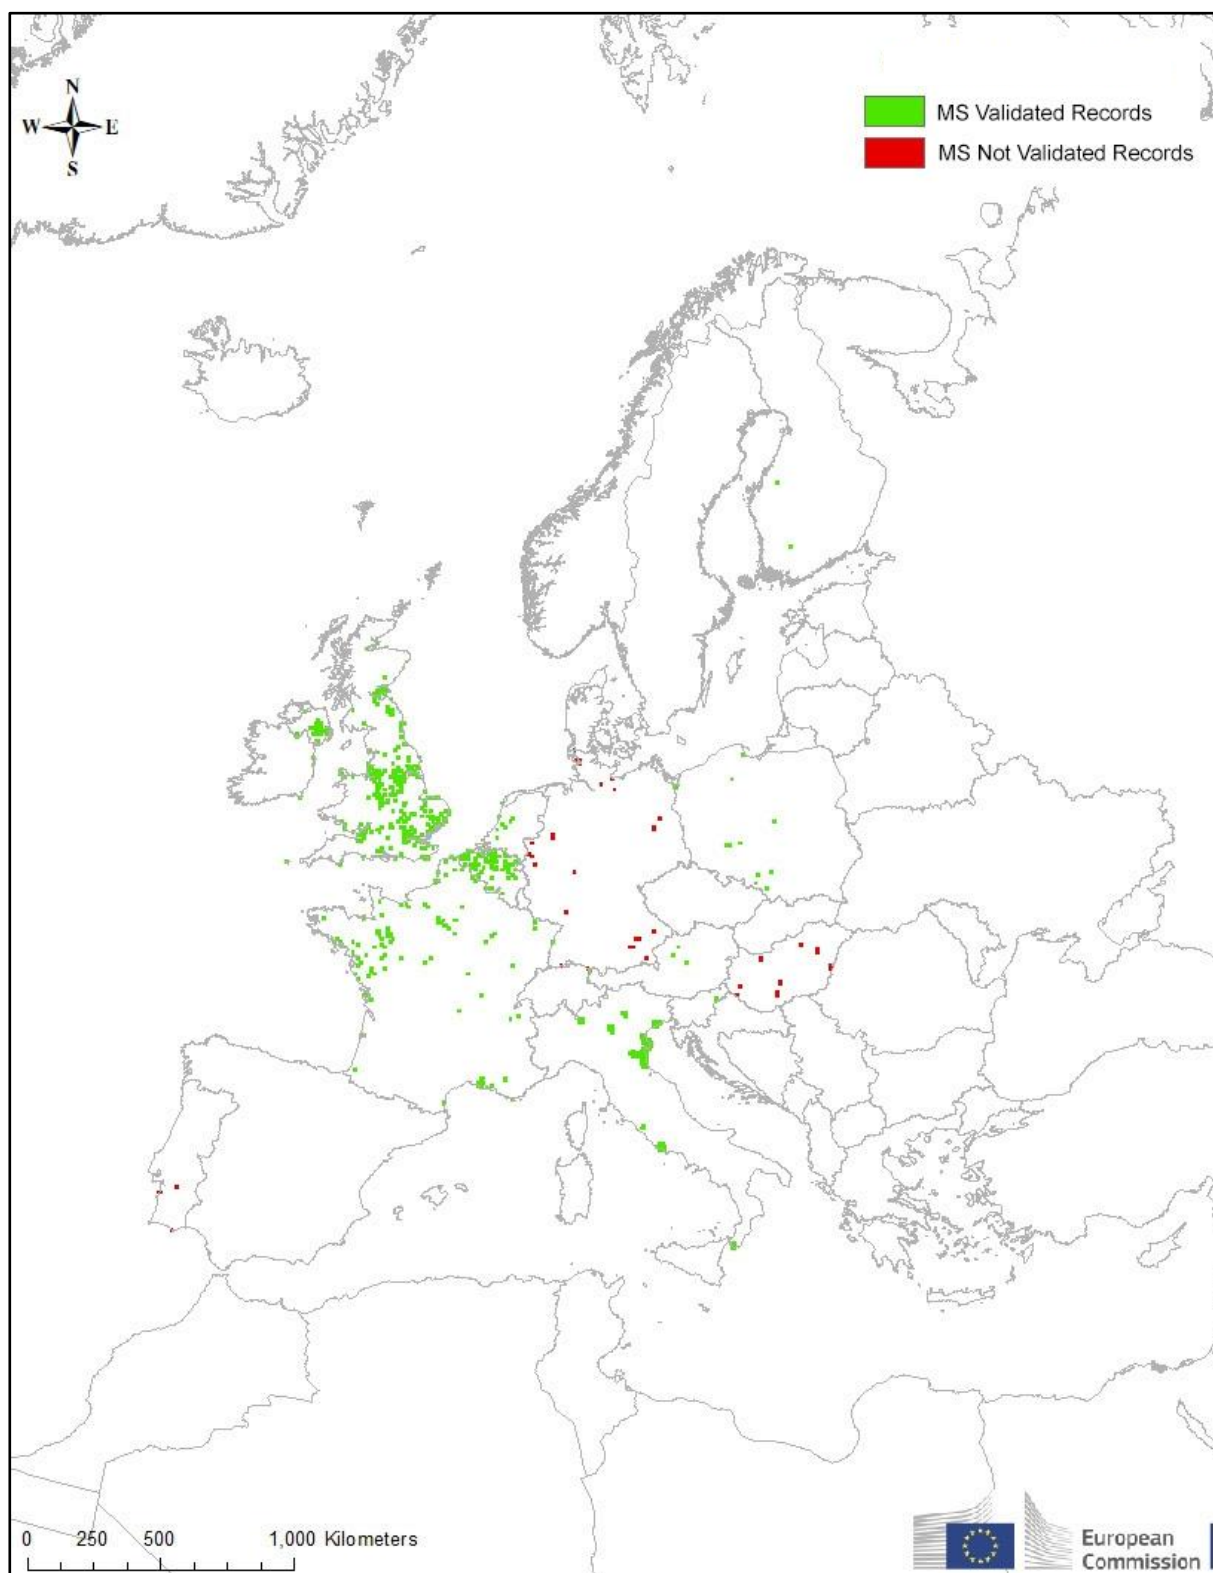 N
W E
S
MS Validated Records
MS Not Validated Records
0 250 500 1,000 Kilometers
European
Commission